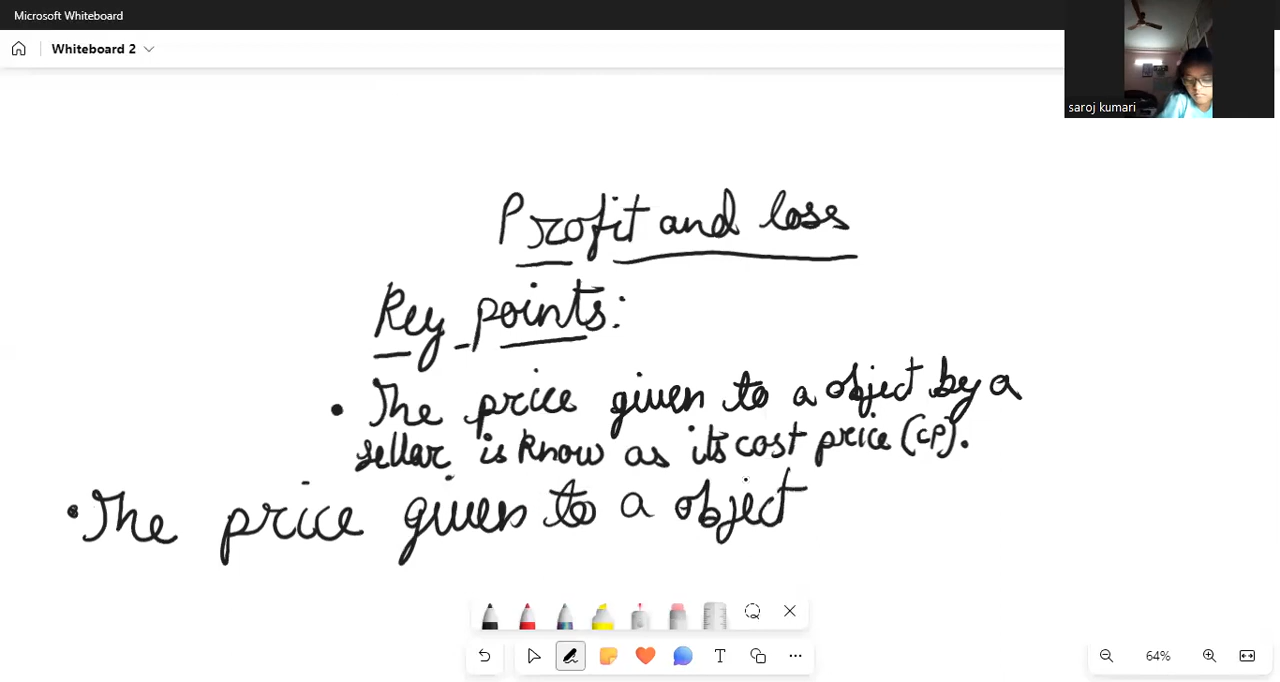 Microsoft Whiteboard
Whiteboard 2
saroj kumari
Profit and loss
Key points:
• The price given to a object by a
sellar is know as its cost price (CP).
• The price given to a object
T
64%